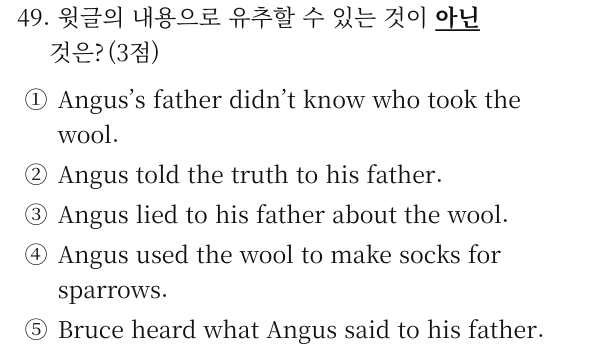 49. 윗글의 내용으로 유추할 수 있는 것이 아닌
것은? (3점)
① Angus’s father didn’t know who took the
wool.
② Angus told the truth to his father.
③ Angus lied to his father about the wool.
④ Angus used the wool to make socks for
sparrows.
⑤ Bruce heard what Angus said to his father.